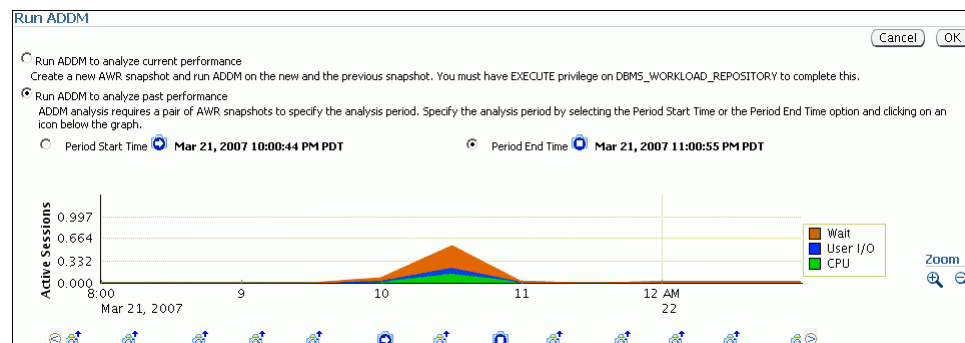 Run ADDM
Cancel OK
Run ADDM to analyze current performance
Create a new AWR snapshot and run ADDM on the new and the previous snapshot. You must have EXECUTE privilege on DBMS_WORKLOAD_REPOSITORY to complete this.
Run ADDM to analyze past performance
ADDM analysis requires a pair of AWR snapshots to specify the analysis period. Specify the analysis period by selecting the Period Start Time or the Period End Time option and clicking on an
icon below the graph.
Period Start Time Mar 21, 2007 10:00:44 PM PDT Period End Time Mar 21, 2007 11:00:55 PM PDT
Active Sessions
0.997
0.664
0.332
0.000
Wait
User I/O
CPU
Zoom
8:00 9 10 11 12 AM
Mar 21, 2007 22